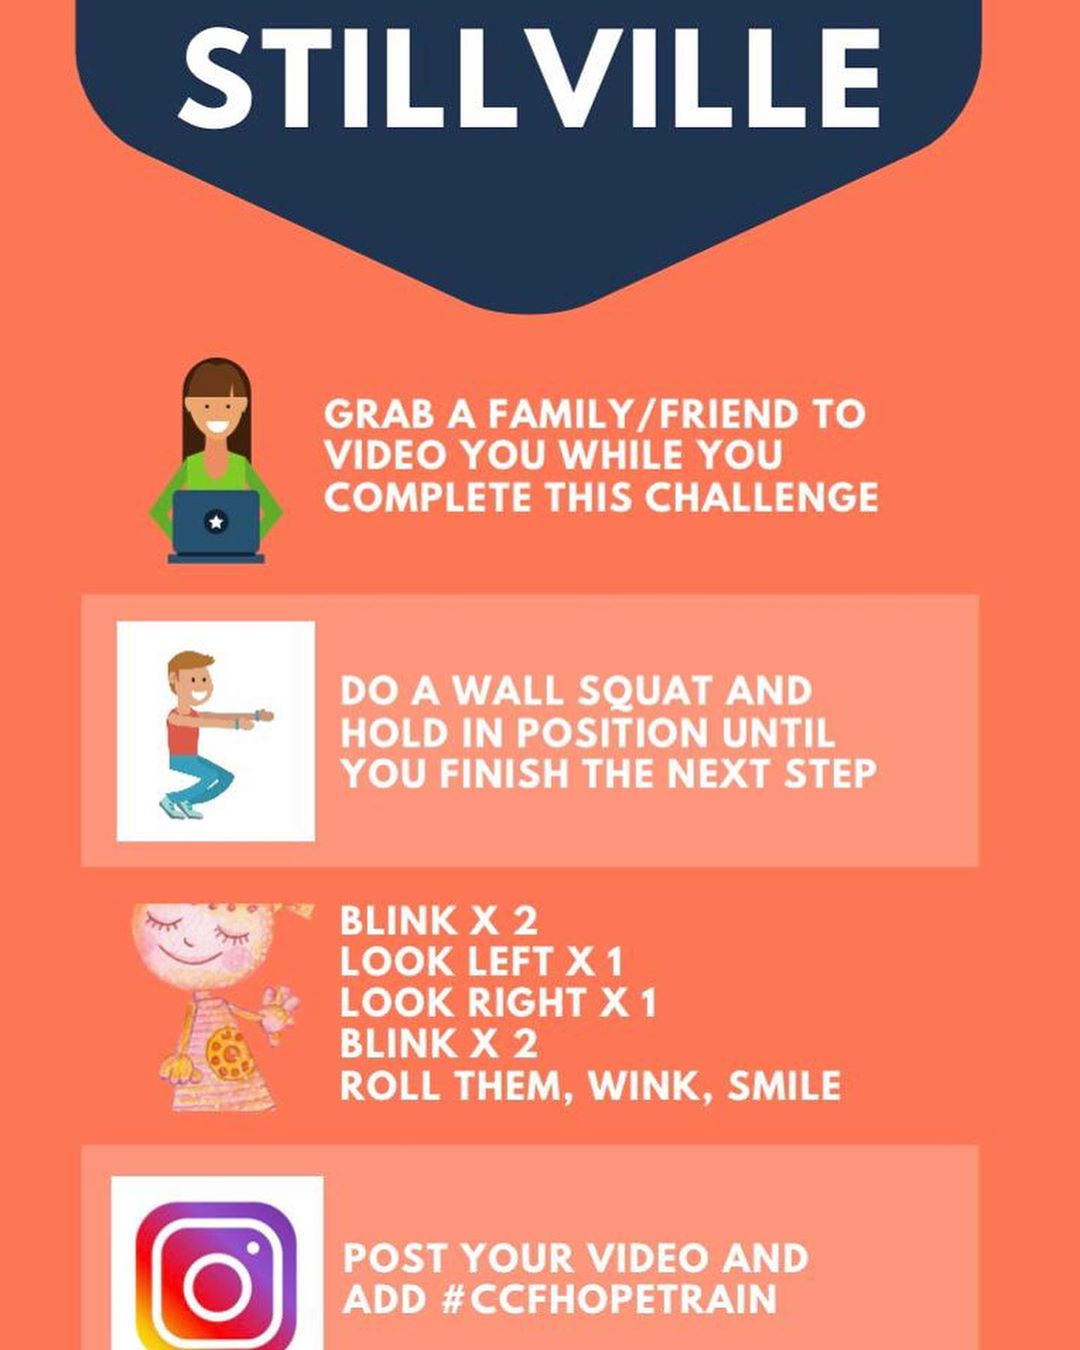 STILLVILLE
GRAB A FAMILY/FRIEND TO
VIDEO YOU WHILE YOU
COMPLETE THIS CHALLENGE
DO A WALL SQUAT AND
HOLD IN POSITION UNTIL
YOU FINISH THE NEXT STEP
BLINK X 2
LOOK LEFT X 1
LOOK RIGHT X 1
BLINK X 2
ROLL THEM, WINK, SMILE
POST YOUR VIDEO AND
ADD #CCFHOPETRAIN